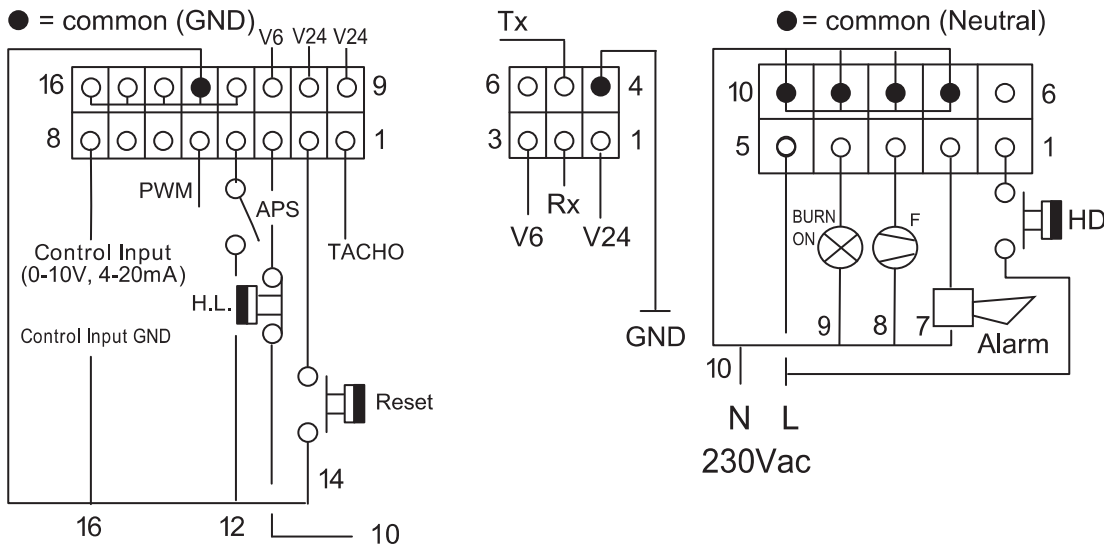 ● = common (GND)
V6 V24 V24
16 9
8 1
PWM
APS
TACHO
Control Input
(0-10V, 4-20mA)
H.L.
Control Input GND
Reset
14
16 12 10
Tx
6 4
3 1
Rx
V6 V24
GND
● = common (Neutral)
10 6
5 1
BURN
ON
F
HD
9 8 7
Alarm
10
N L
230Vac